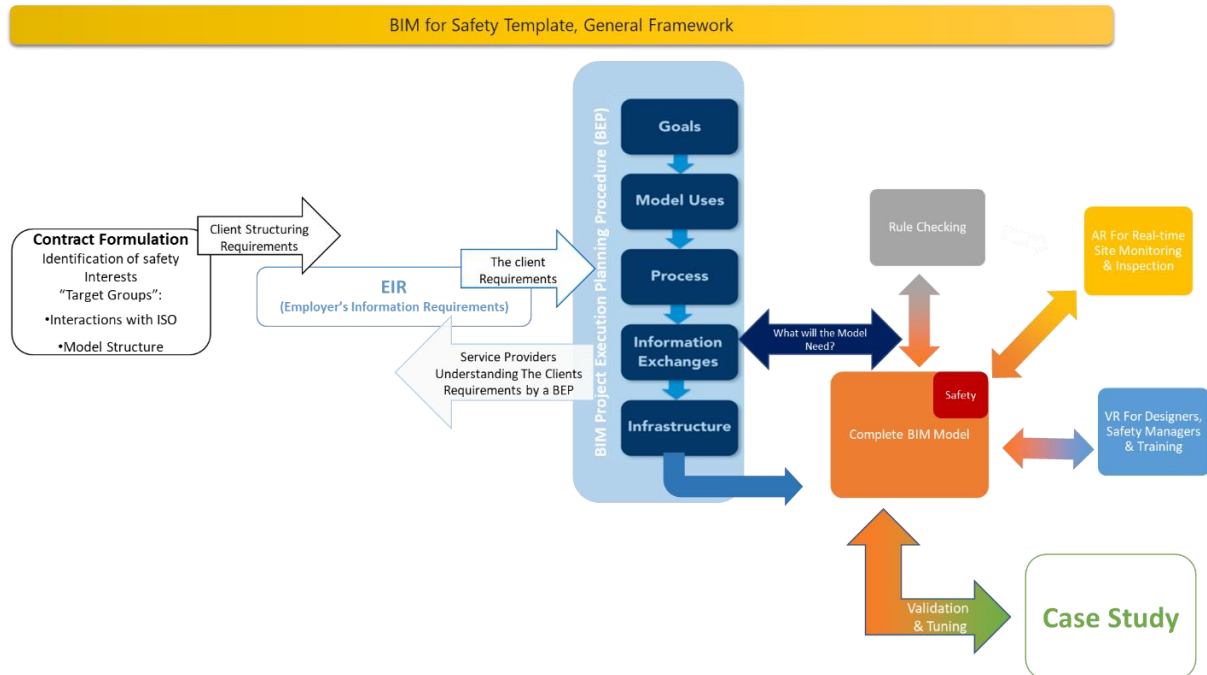 BIM for Safety Template, General Framework
Contract Formulation
Identification of safety
Interests
“Target Groups”:
•Interactions with ISO
•Model Structure
Client Structuring
Requirements
EIR
(Employer’s Information Requirements)
The client
Requirements
Service Providers
Understanding The Clients
Requirements by a BEP
BIM Project Execution Planning Procedure (BEP)
Goals
Model Uses
Process
Information
Exchanges
Infrastructure
What will the Model
Need?
Rule Checking
AR For Real-time
Site Monitoring
& Inspection
Safety
Complete BIM Model
VR For Designers,
Safety Managers
& Training
Validation
& Tuning
Case Study